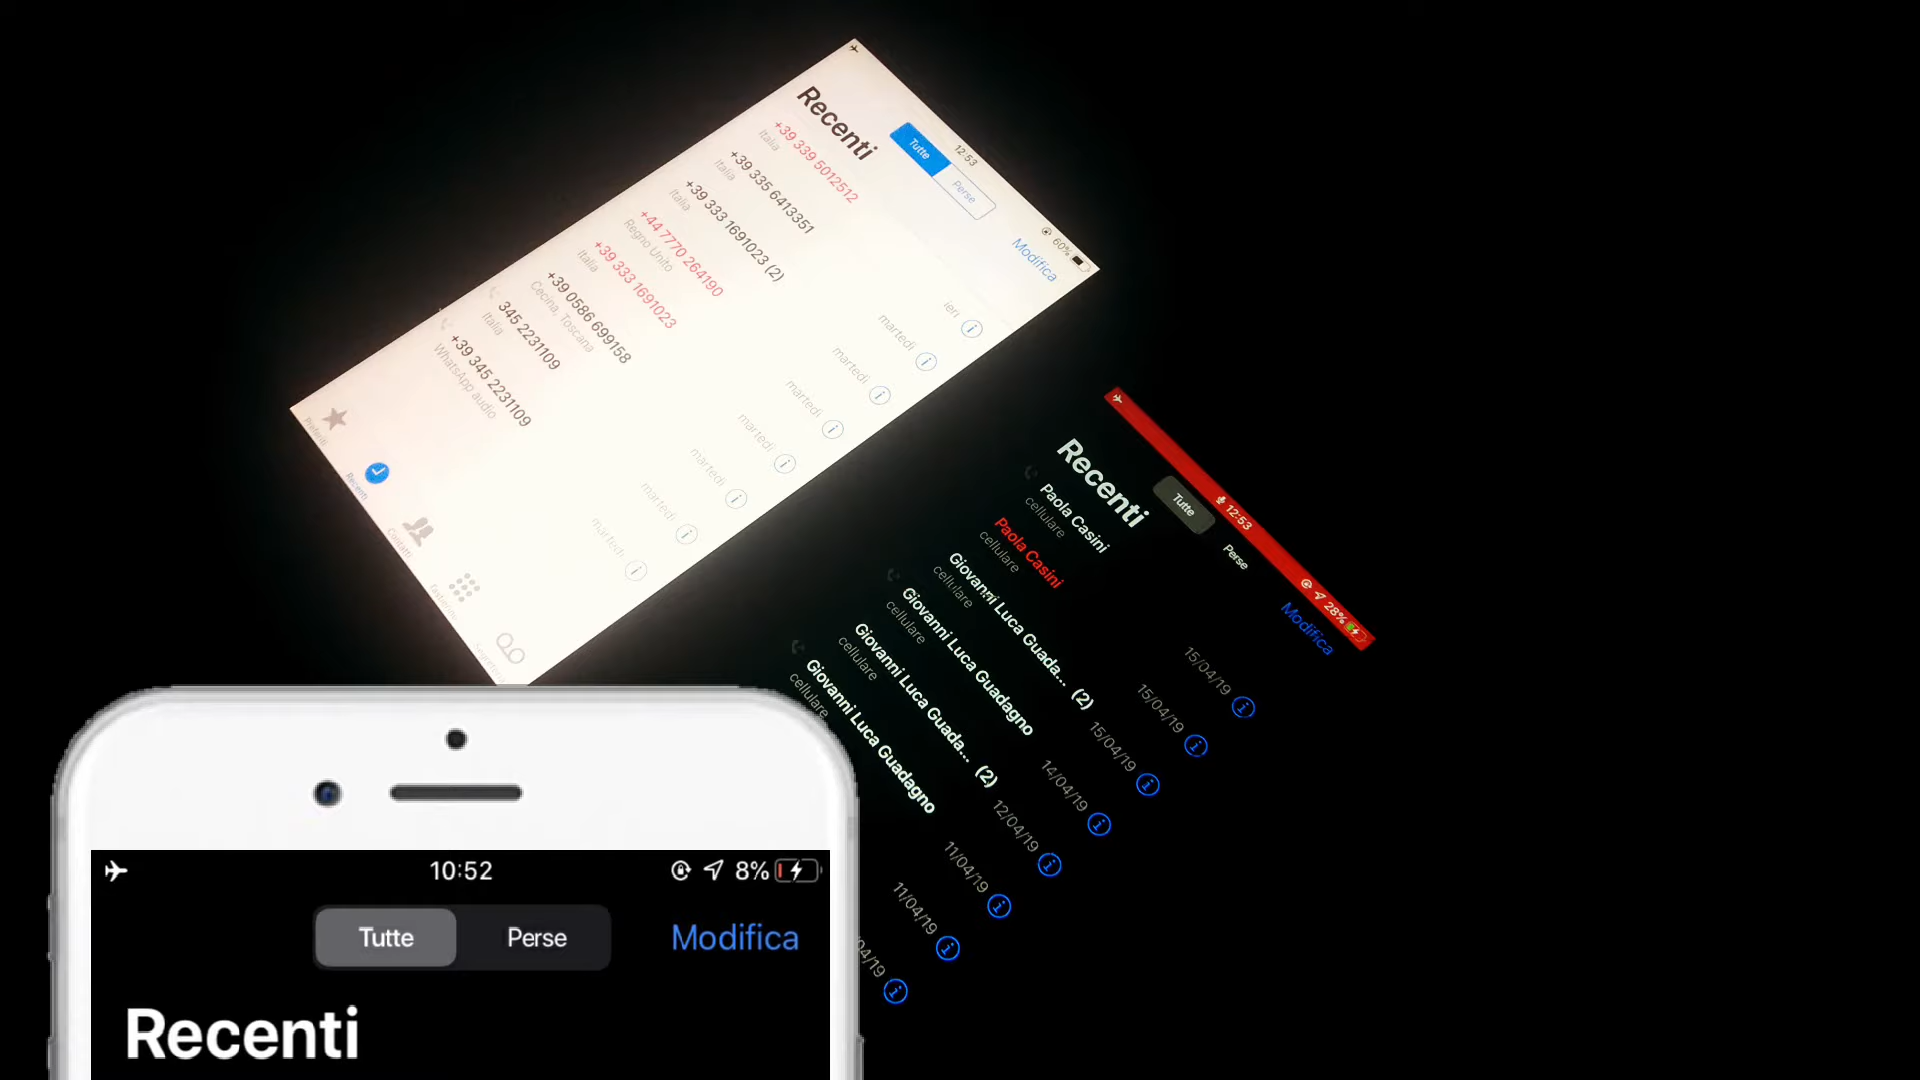 12:53
60%
Tutte
Perse
Modifica
Recenti
+39 339 5012512
Italia
ieri
+39 335 6413351
Italia
martedì
+39 333 1691023 (2)
Italia
martedì
+44 7770 264190
Regno Unito
martedì
+39 333 1691023
Italia
martedì
+39 0586 699158
Cecina, Toscana
martedì
345 2231109
Italia
martedì
+39 345 2231109
WhatsApp audio
martedì
Preferiti
Recenti
Contatti
12:53
28%
Tutte
Perse
Modifica
Recenti
Paola Casini
cellulare
15/04/19
Paola Casini
cellulare
15/04/19
Giovanni Luca Guada... (2)
cellulare
15/04/19
Giovanni Luca Guadagno
cellulare
14/04/19
Giovanni Luca Guada... (2)
cellulare
12/04/19
Giovanni Luca Guadagno
cellulare
11/04/19
11/04/19
04/19
10:52
8%
Tutte
Perse
Modifica
Recenti